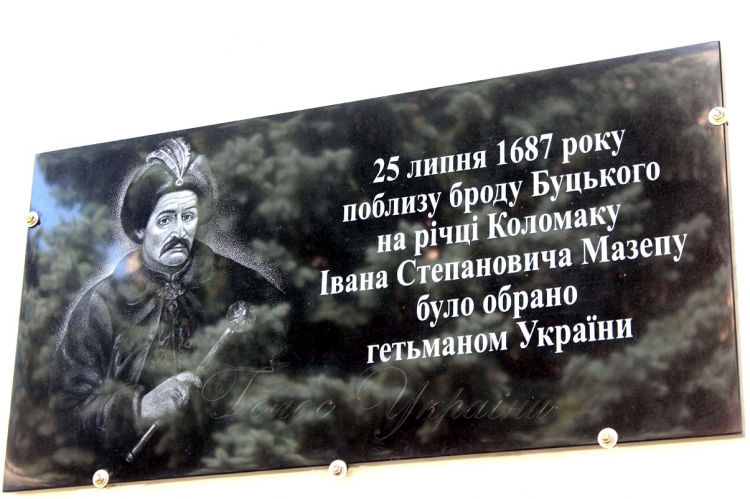 25 липня 1687 року
поблизу броду Буцького
на річці Коломаку
Івана Степановича Мазепу
було обрано
гетьманом України
Голос України